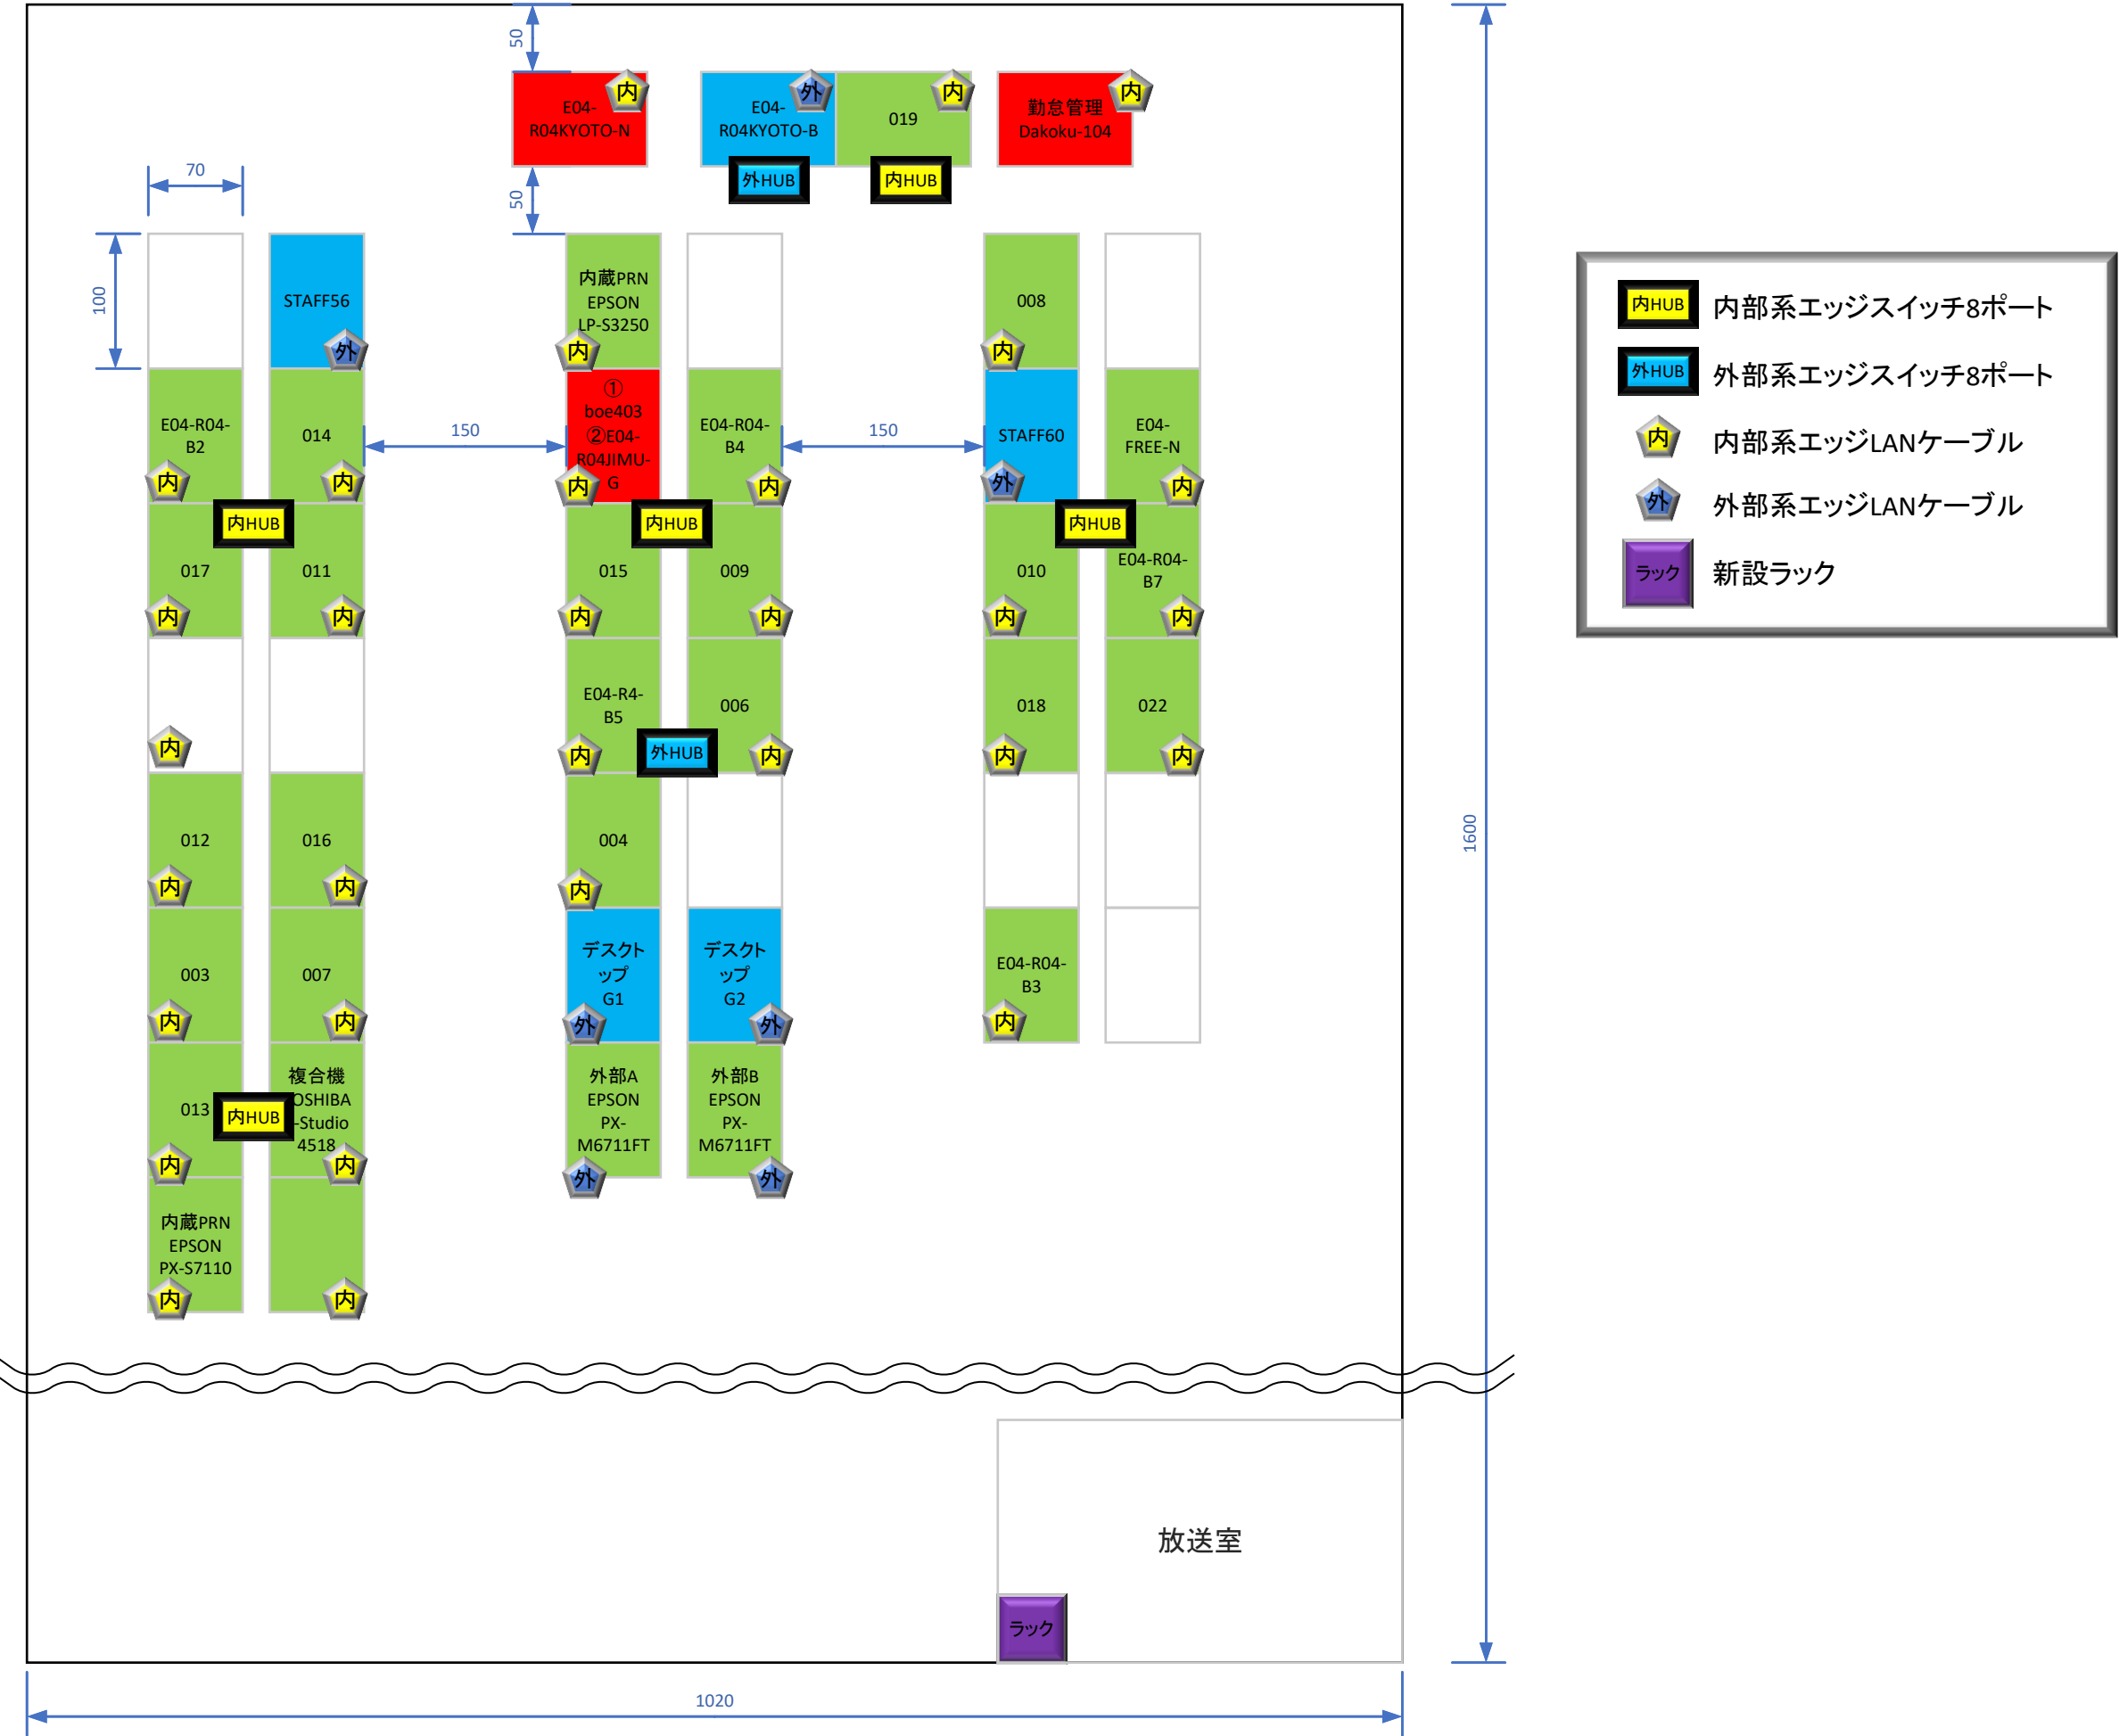 50
E04-
R04KYOTO-N
内
E04-
R04KYOTO-B
外
019
内
勤怠管理
Dakoku-104
内
外HUB
内HUB
50
70
100
STAFF56
外
E04-R04-
B2
内
014
内
内HUB
017
内
011
内
内
012
内
016
内
003
内
007
内
013
内
内HUB
複合機
OSHIBA
-Studio
4518
内
内蔵PRN
EPSON
PX-S7110
内
内
150
内蔵PRN
EPSON
LP-S3250
内
①
boe403
②E04-
R04JIMU-
G
内
E04-R04-
B4
内
内HUB
015
内
009
内
E04-R4-
B5
内
006
内
外HUB
004
内
デスクト
ップ
G1
外
デスクト
ップ
G2
外
外部A
EPSON
PX-
M6711FT
外
外部B
EPSON
PX-
M6711FT
外
150
008
内
STAFF60
外
E04-
FREE-N
内
内HUB
010
内
E04-R04-
B7
内
018
内
022
内
E04-R04-
B3
内
放送室
ラック
1020
1600
内HUB 内部系エッジスイッチ8ポート
外HUB 外部系エッジスイッチ8ポート
内 内部系エッジLANケーブル
外 外部系エッジLANケーブル
ラック 新設ラック